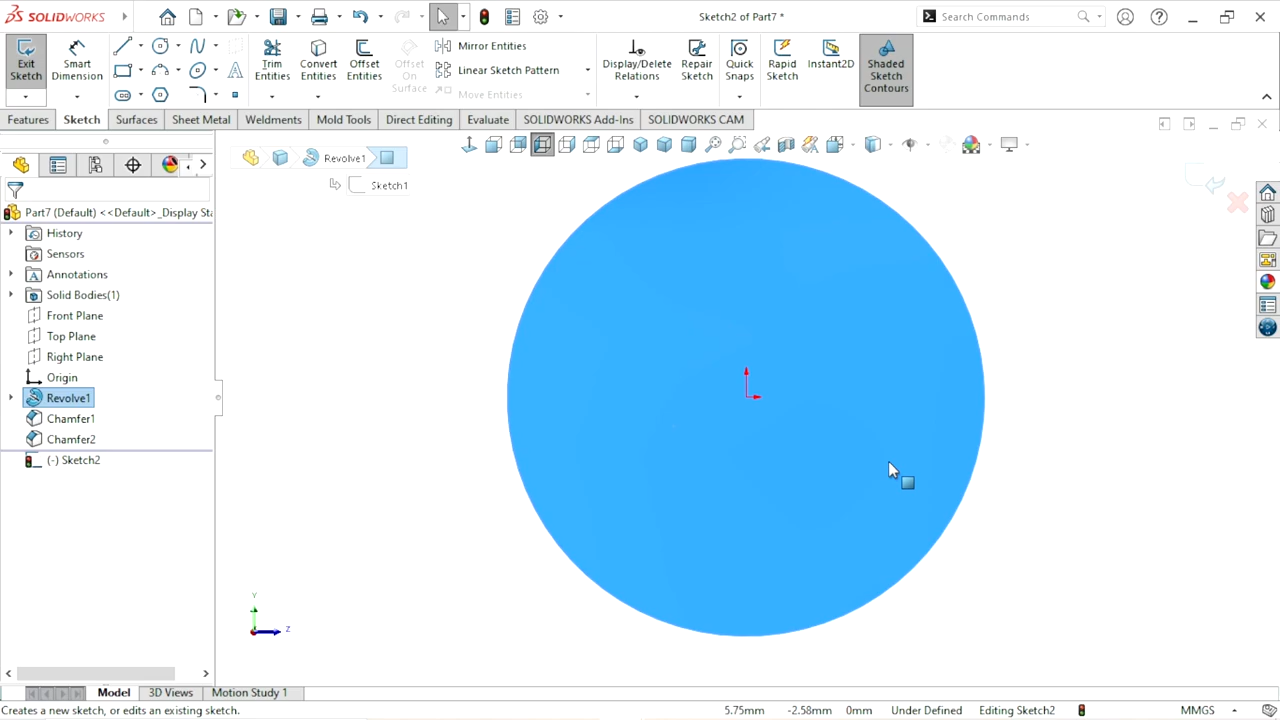 SOLIDWORKS
Sketch2 of Part7 *
Search Commands
Exit Sketch
Smart Dimension
Trim Entities
Convert Entities
Offset Entities
Offset On Surface
Mirror Entities
Linear Sketch Pattern
Move Entities
Display/Delete Relations
Repair Sketch
Quick Snaps
Rapid Sketch
Instant2D
Shaded Sketch Contours
Features
Sketch
Surfaces
Sheet Metal
Weldments
Mold Tools
Direct Editing
Evaluate
SOLIDWORKS Add-Ins
SOLIDWORKS CAM
Revolve1
Sketch1
Part7 (Default) <<Default>_Display Sta
History
Sensors
Annotations
Solid Bodies(1)
Front Plane
Top Plane
Right Plane
Origin
Revolve1
Chamfer1
Chamfer2
(-) Sketch2
Y
Z
Model
3D Views
Motion Study 1
Creates a new sketch, or edits an existing sketch.
5.75mm
-2.58mm
0mm
Under Defined
Editing Sketch2
MMGS